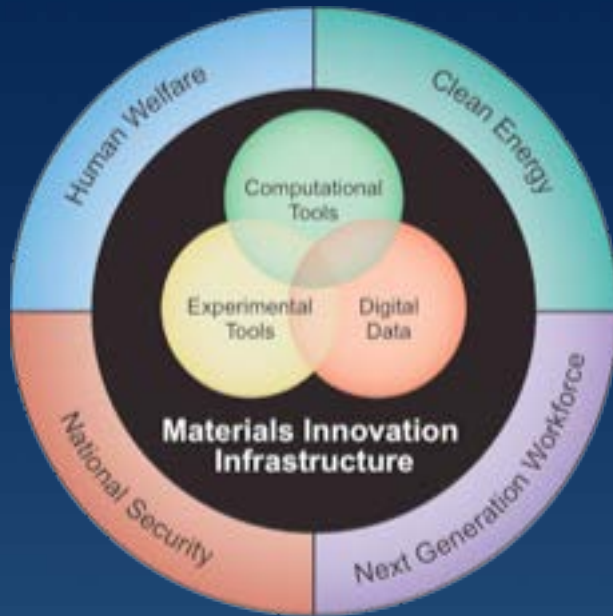 Human Welfare
Clean Energy
Computational
Tools
Experimental
Tools
Digital
Data
Materials Innovation
Infrastructure
National Security
Next Generation Workforce